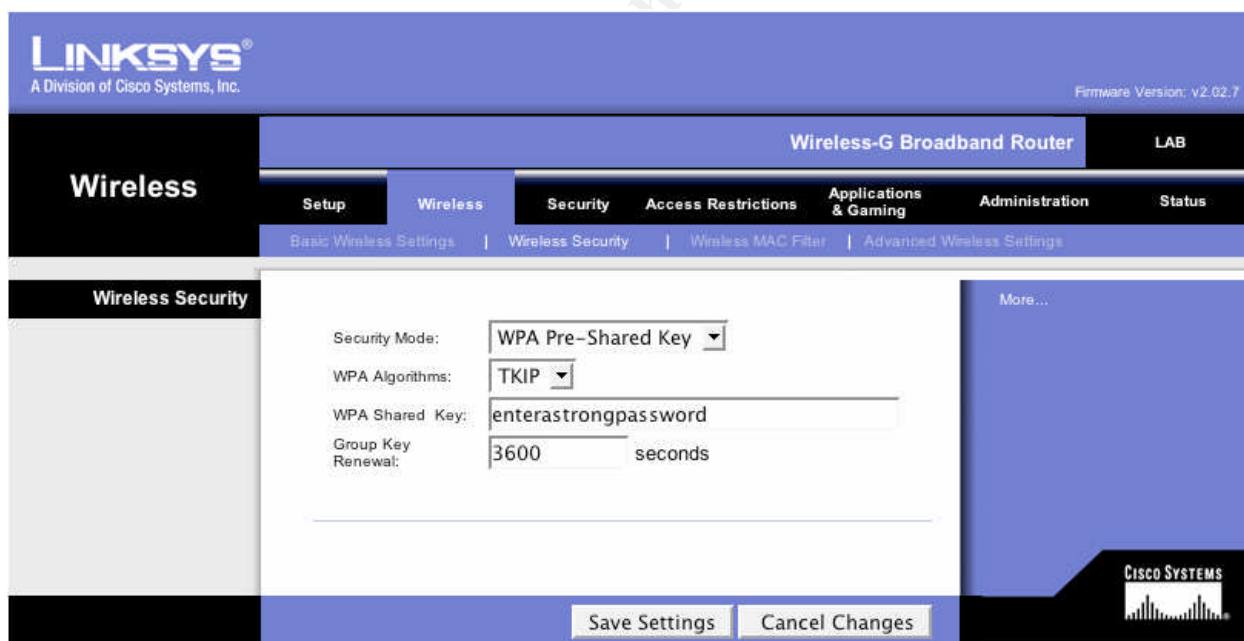 LINKSYS®
A Division of Cisco Systems, Inc.
Firmware Version: v2.02.7
Wireless-G Broadband Router
LAB
Wireless
Setup
Wireless
Security
Access Restrictions
Applications
& Gaming
Administration
Status
Basic Wireless Settings | Wireless Security | Wireless MAC Filter | Advanced Wireless Settings
Wireless Security
More...
Security Mode: WPA Pre-Shared Key
WPA Algorithms: TKIP
WPA Shared Key: enterastrongpassword
Group Key
Renewal: 3600 seconds
CISCO SYSTEMS
Save Settings
Cancel Changes